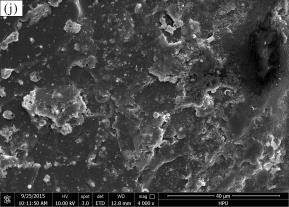 (j)
9/25/2015 HV spot det WD mag □ 40 µm
10:11:50 AM 10.00 kV 3.0 ETD 12.8 mm 4 000 x HPU